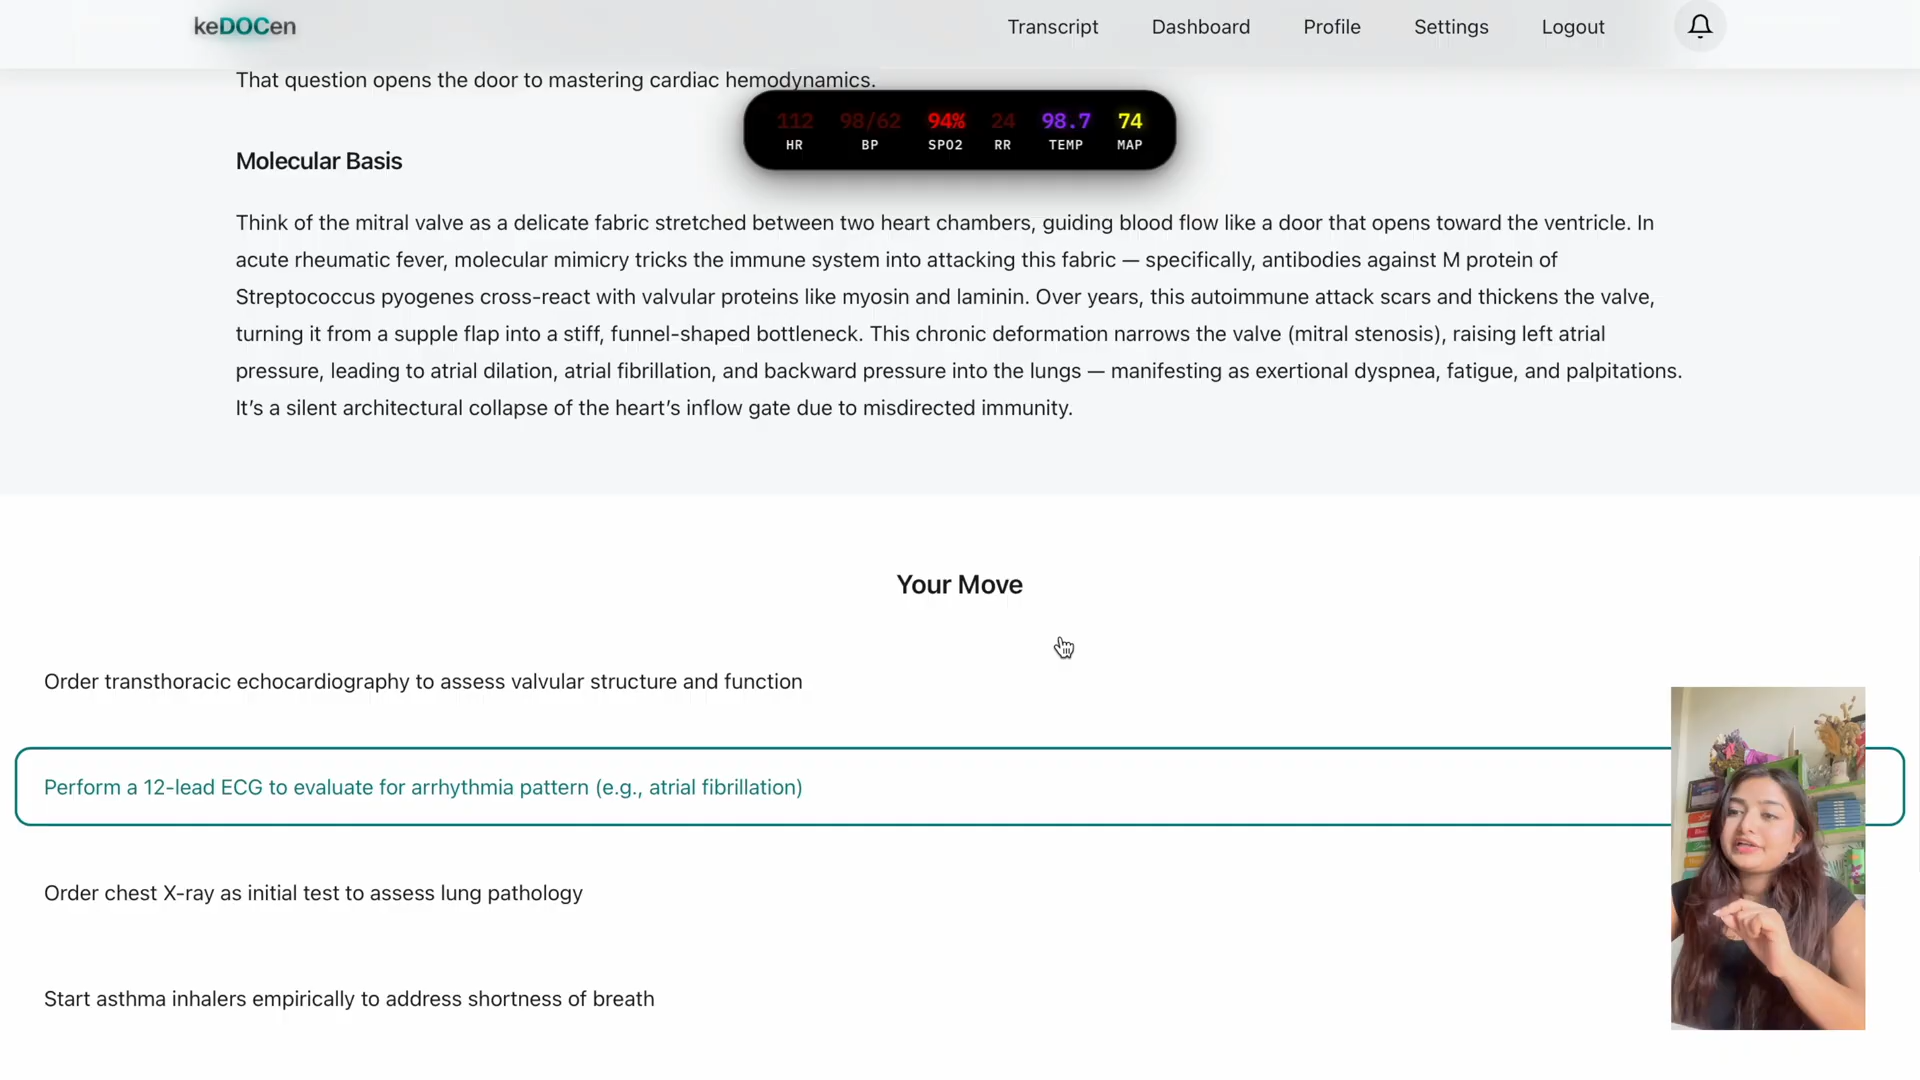 keDOCen
Transcript
Dashboard
Profile
Settings
Logout
That question opens the door to mastering cardiac hemodynamics.
112 98/62 94% 24 98.7 74
HR BP SPO2 RR TEMP MAP
Molecular Basis
Think of the mitral valve as a delicate fabric stretched between two heart chambers, guiding blood flow like a door that opens toward the ventricle. In
acute rheumatic fever, molecular mimicry tricks the immune system into attacking this fabric — specifically, antibodies against M protein of
Streptococcus pyogenes cross-react with valvular proteins like myosin and laminin. Over years, this autoimmune attack scars and thickens the valve,
turning it from a supple flap into a stiff, funnel-shaped bottleneck. This chronic deformation narrows the valve (mitral stenosis), raising left atrial
pressure, leading to atrial dilation, atrial fibrillation, and backward pressure into the lungs — manifesting as exertional dyspnea, fatigue, and palpitations.
It’s a silent architectural collapse of the heart’s inflow gate due to misdirected immunity.
Your Move
Order transthoracic echocardiography to assess valvular structure and function
Perform a 12-lead ECG to evaluate for arrhythmia pattern (e.g., atrial fibrillation)
Order chest X-ray as initial test to assess lung pathology
Start asthma inhalers empirically to address shortness of breath